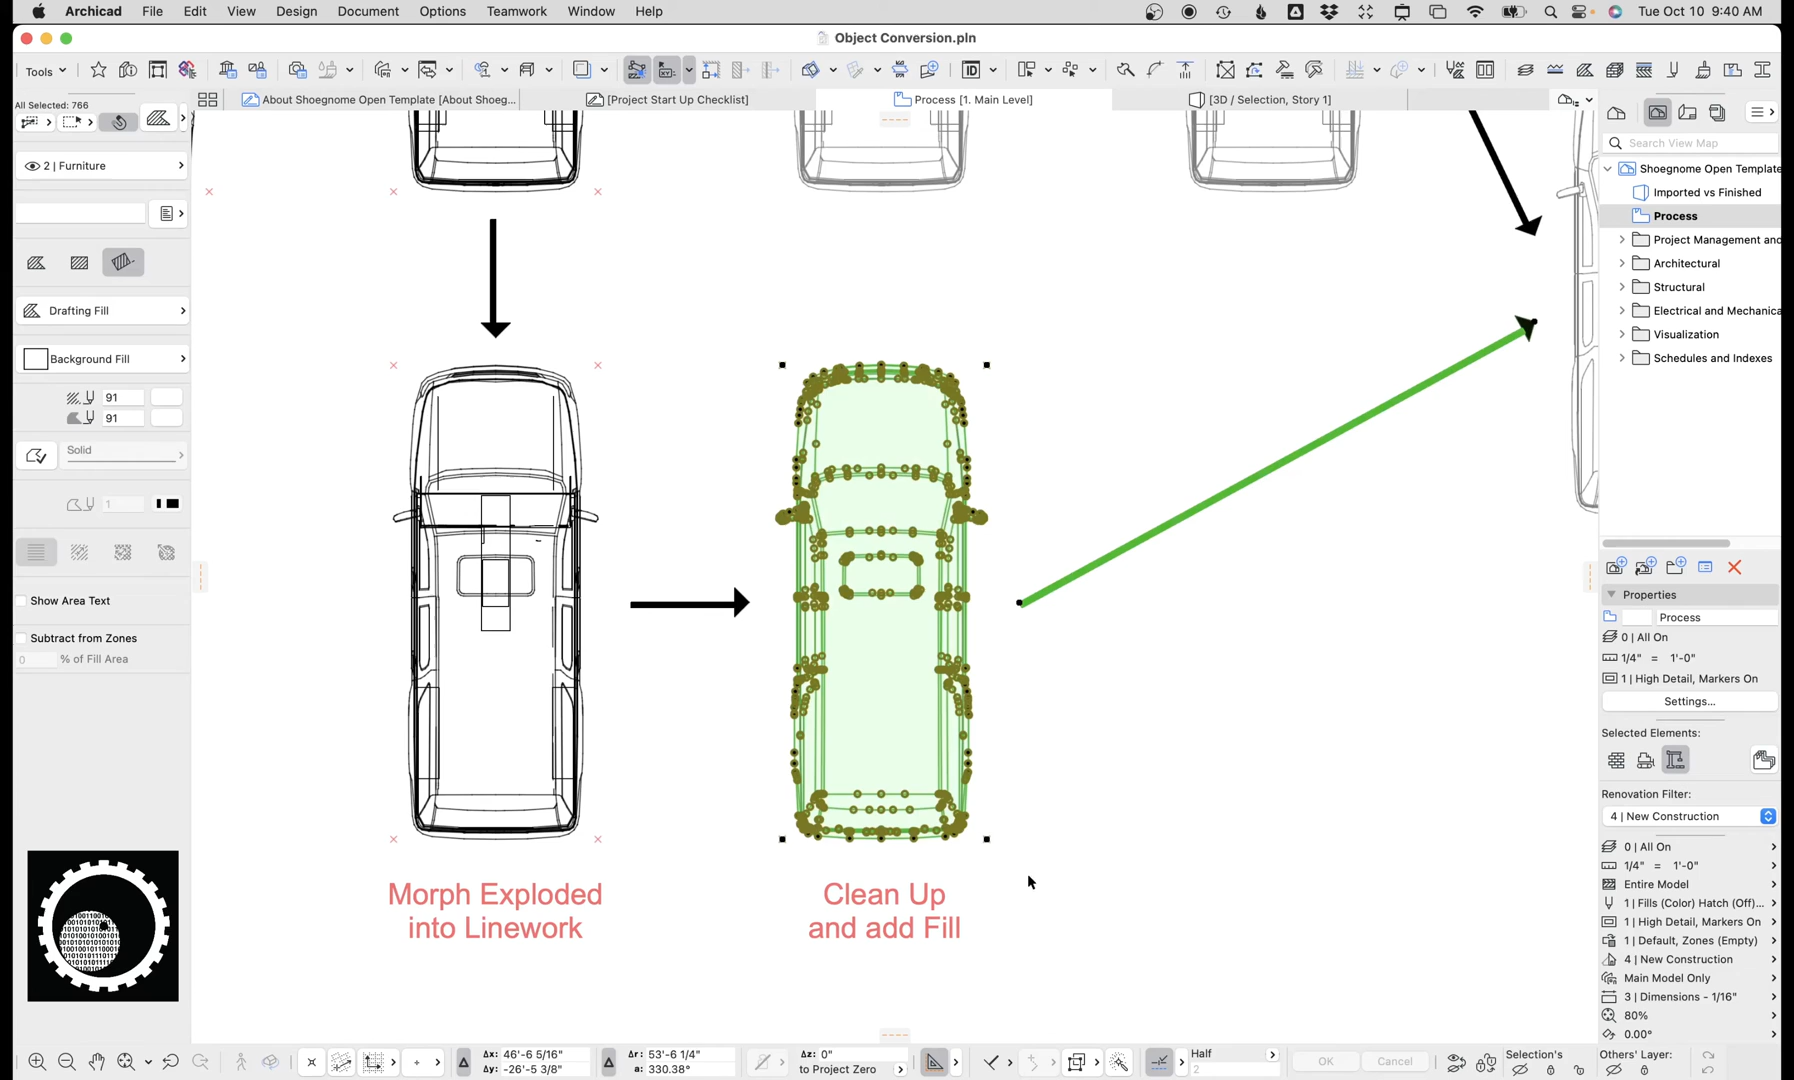 Archicad File Edit View Design Document Options Teamwork Window Help Tue Oct 10 9:40 AM
Object Conversion.pln
Tools
ID
All Selected: 766
About Shoegnome Open Template [About Shoeg...
[Project Start Up Checklist]
Process [1. Main Level]
[3D / Selection, Story 1]
2 | Furniture
Drafting Fill
Background Fill
91
91
Solid
1
Show Area Text
Subtract from Zones
0 % of Fill Area
Morph Exploded
into Linework
Clean Up
and add Fill
Search View Map
Shoegnome Open Template
Imported vs Finished
Process
Project Management and
Architectural
Structural
Electrical and Mechanica
Visualization
Schedules and Indexes
Properties
Process
0 | All On
1/4" = 1'-0"
1 | High Detail, Markers On
Settings...
Selected Elements:
Renovation Filter:
4 | New Construction
0 | All On
1/4" = 1'-0"
Entire Model
1 | Fills (Color) Hatch (Off)...
1 | High Detail, Markers On
1 | Default, Zones (Empty)
4 | New Construction
Main Model Only
3 | Dimensions - 1/16"
80%
0.00°
Δx: 46'-6 5/16"
Δy: -26'-5 3/8"
Δr: 53'-6 1/4"
a: 330.38°
Δz: 0"
to Project Zero
Half
2
OK
Cancel
Selection's
Others' Layer: